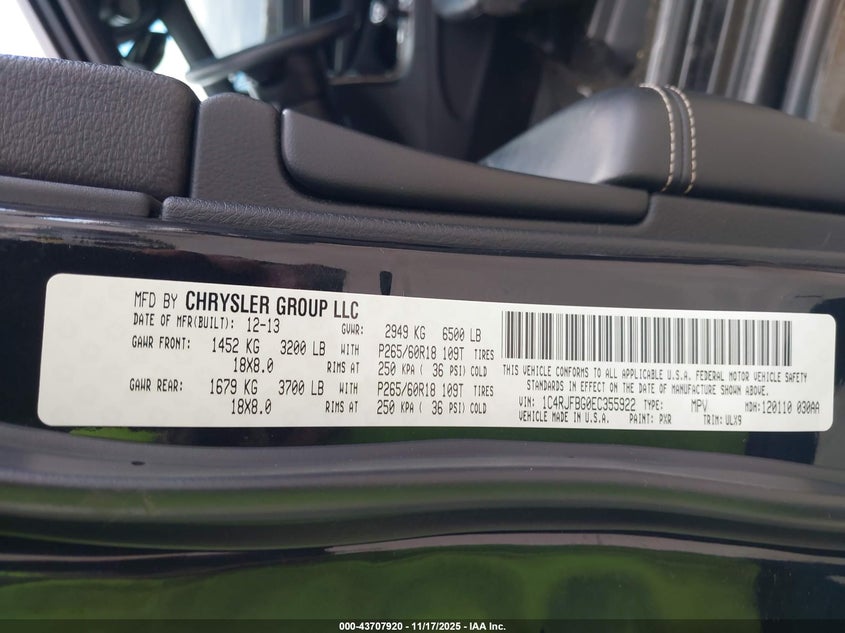 MFD BY CHRYSLER GROUP LLC
DATE OF MFR(BUILT): 12-13 GVWR: 2949 KG 6500 LB
GAWR FRONT: 1452 KG 3200 LB WITH P265/60R18 109T TIRES
18X8.0 RIMS AT 250 KPA ( 36 PSI) COLD
GAWR REAR: 1679 KG 3700 LB WITH P265/60R18 109T TIRES
18X8.0 RIMS AT 250 KPA ( 36 PSI) COLD
THIS VEHICLE CONFORMS TO ALL APPLICABLE U.S.A. FEDERAL MOTOR VEHICLE SAFETY
STANDARDS IN EFFECT ON THE DATE OF MANUFACTURE SHOWN ABOVE.
VIN: 1C4RJFBG0EC355922 TYPE: MPV MDH: 120110 030AA
VEHICLE MADE IN U.S.A. PAINT: PXR TRIM: ULX9
000-43707920 - 11/17/2025 - IAA Inc.